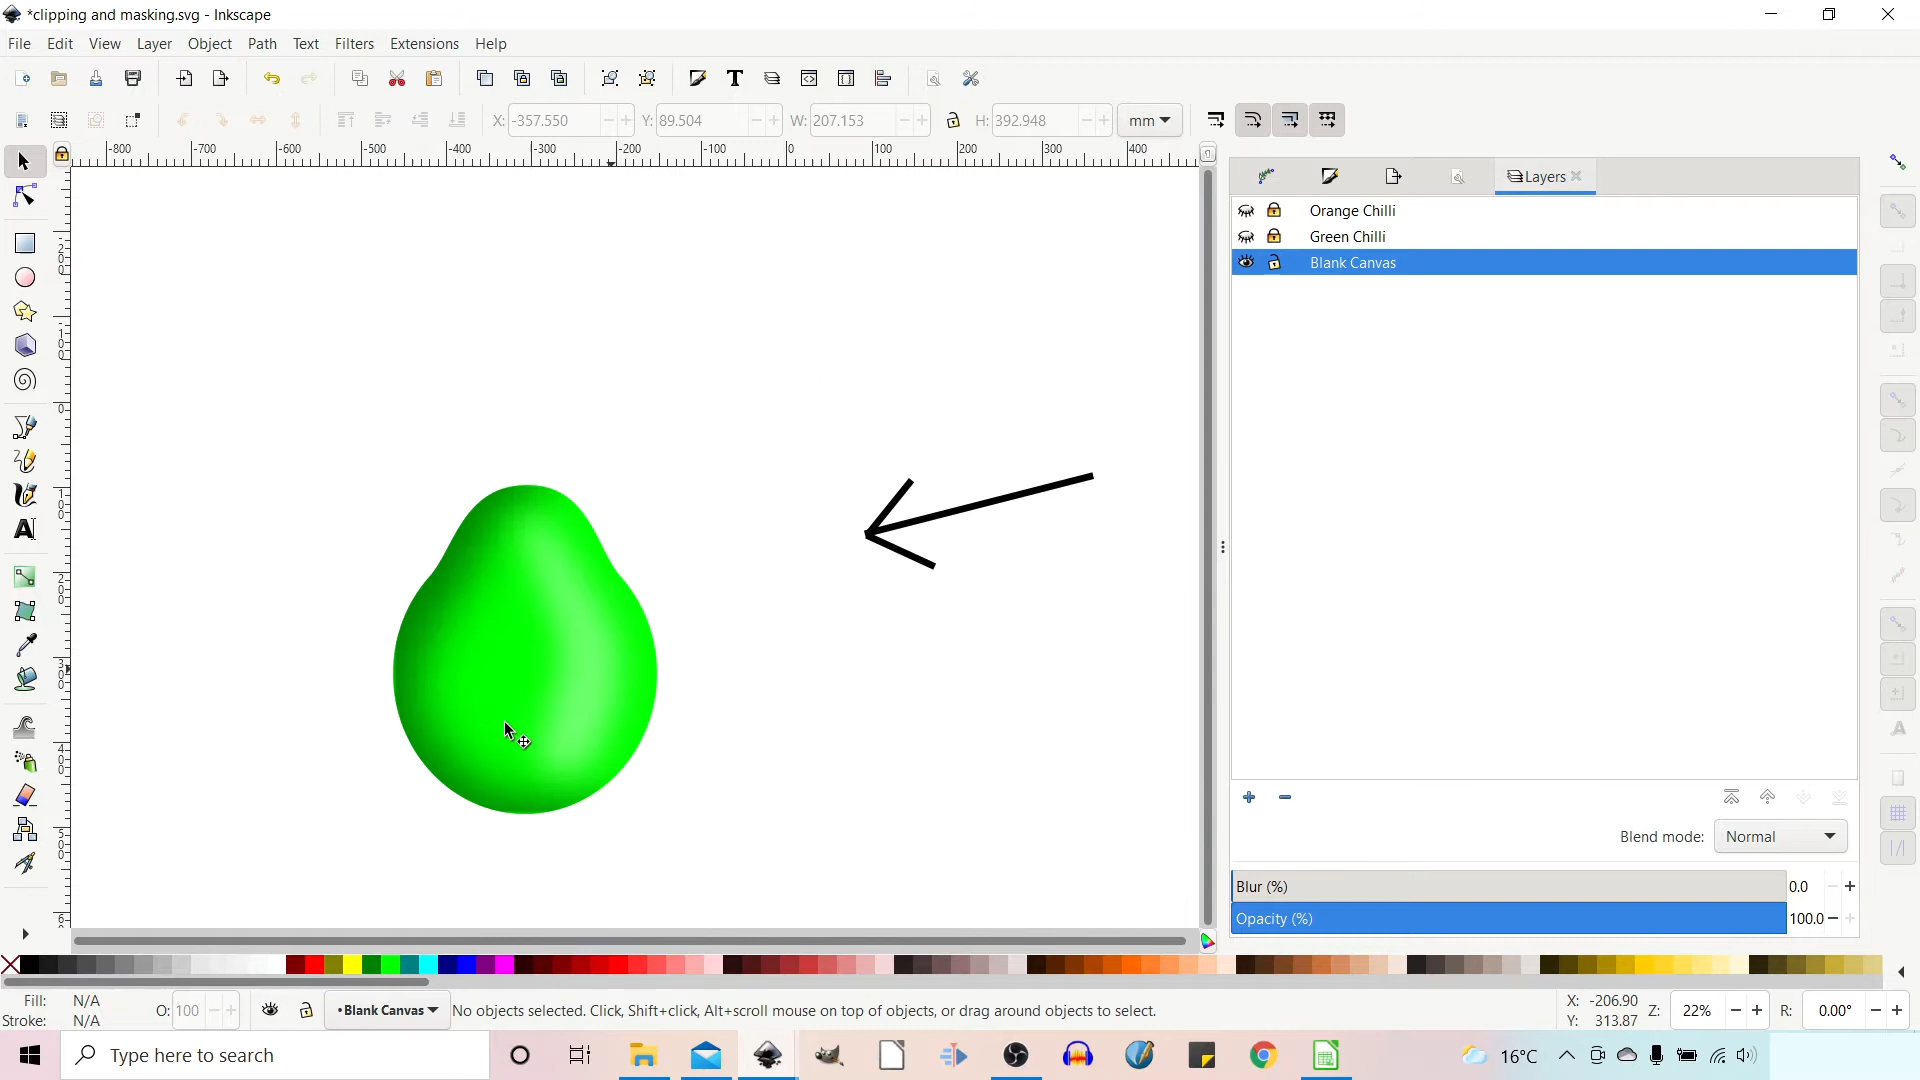 *clipping and masking.svg - Inkscape
File Edit View Layer Object Path Text Filters Extensions Help
X: -357.550 Y: 89.504 W: 207.153 H: 392.948 mm
-800 -700 -600 -500 -400 -300 -200 -100 0 100 200 300 400
Layers
Orange Chilli
Green Chilli
Blank Canvas
Blend mode: Normal
Blur (%) 0.0
Opacity (%) 100.0
Fill: N/A
Stroke: N/A
O: 100
•Blank Canvas
No objects selected. Click, Shift+click, Alt+scroll mouse on top of objects, or drag around objects to select.
X: -206.90
Y: 313.87
Z: 22%
R: 0.00°
Type here to search
16°C